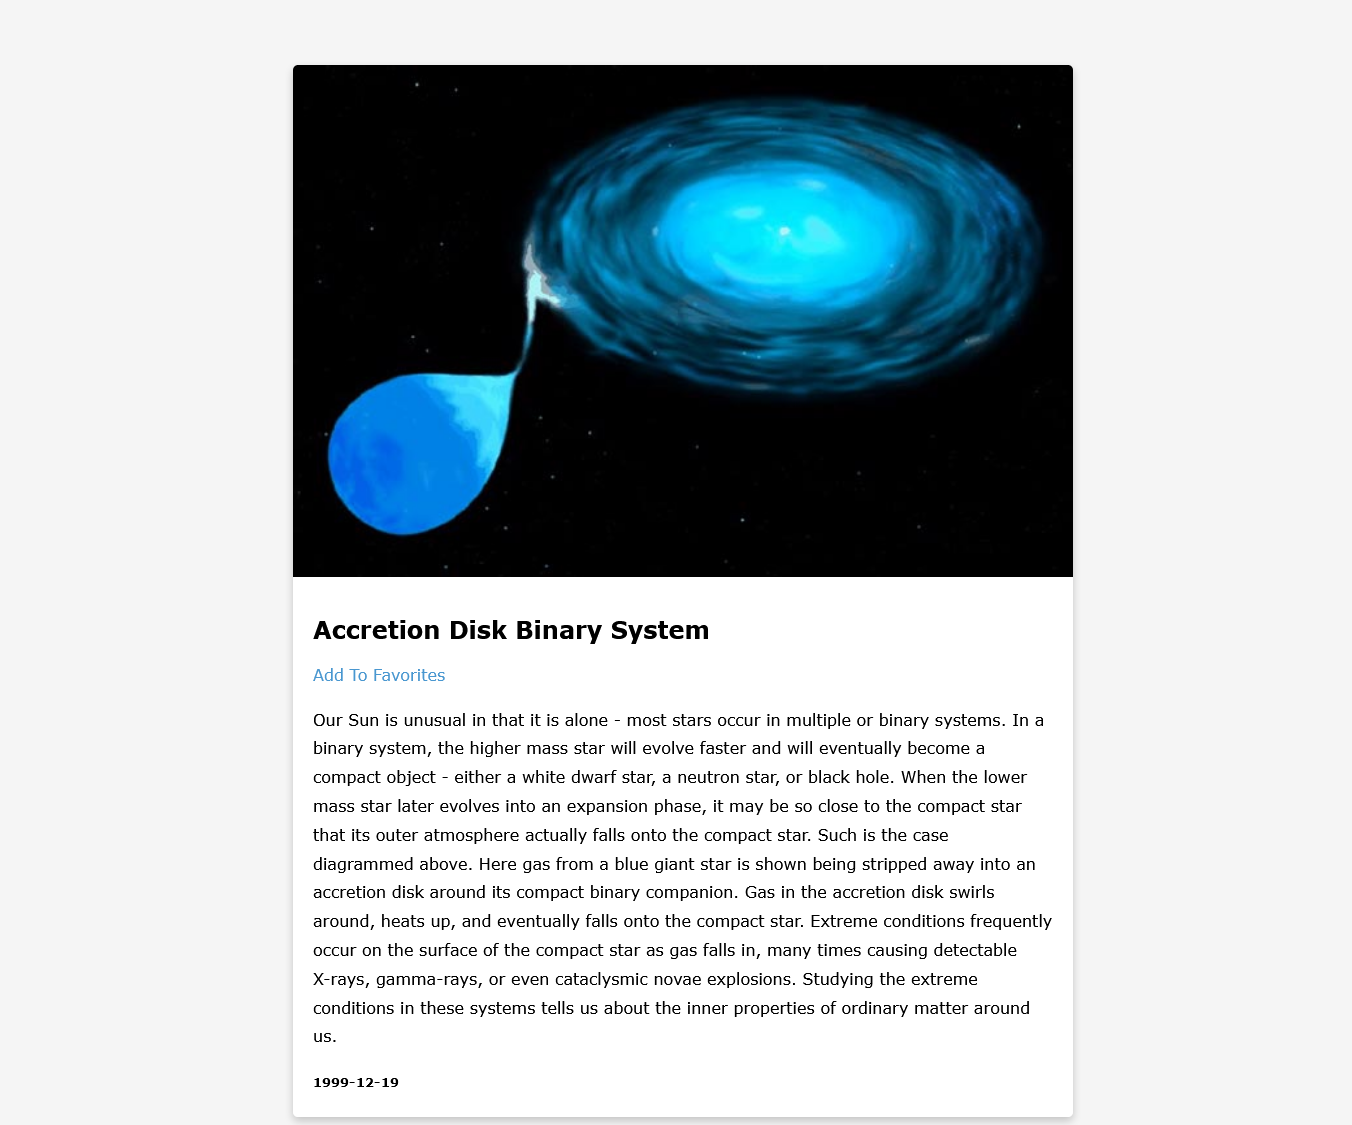 Accretion Disk Binary System
Add To Favorites
Our Sun is unusual in that it is alone - most stars occur in multiple or binary systems. In a
binary system, the higher mass star will evolve faster and will eventually become a
compact object - either a white dwarf star, a neutron star, or black hole. When the lower
mass star later evolves into an expansion phase, it may be so close to the compact star
that its outer atmosphere actually falls onto the compact star. Such is the case
diagrammed above. Here gas from a blue giant star is shown being stripped away into an
accretion disk around its compact binary companion. Gas in the accretion disk swirls
around, heats up, and eventually falls onto the compact star. Extreme conditions frequently
occur on the surface of the compact star as gas falls in, many times causing detectable
X-rays, gamma-rays, or even cataclysmic novae explosions. Studying the extreme
conditions in these systems tells us about the inner properties of ordinary matter around
us.
1999-12-19